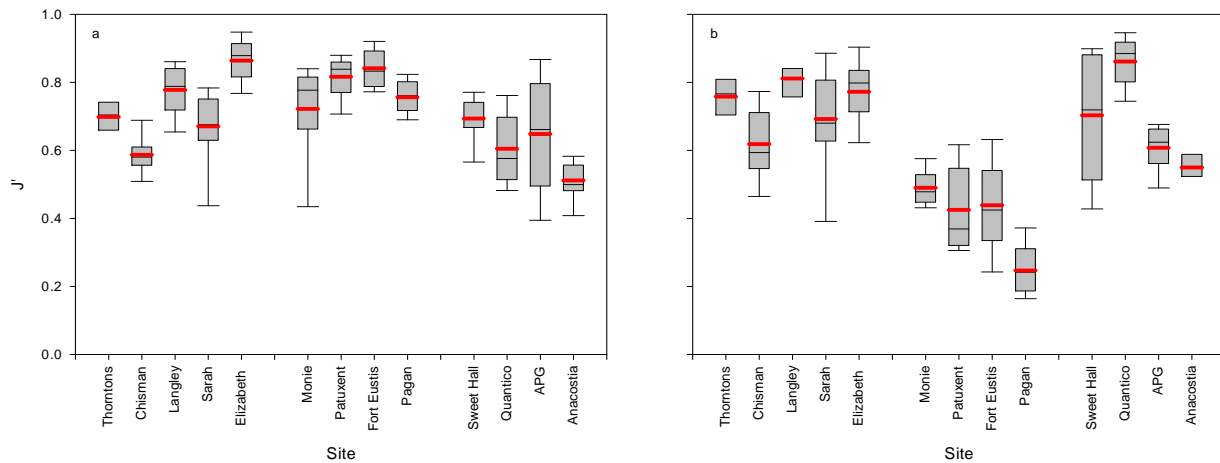 a
b
1.0
0.8
0.6
0.4
0.2
0.0
J'
Thorntons
Chisman
Langley
Sarah
Elizabeth
Monie
Patuxent
Fort Eustis
Pagan
Sweet Hall
Quantico
APG
Anacostia
Site
Thorntons
Chisman
Langley
Sarah
Elizabeth
Monie
Patuxent
Fort Eustis
Pagan
Sweet Hall
Quantico
APG
Anacostia
Site